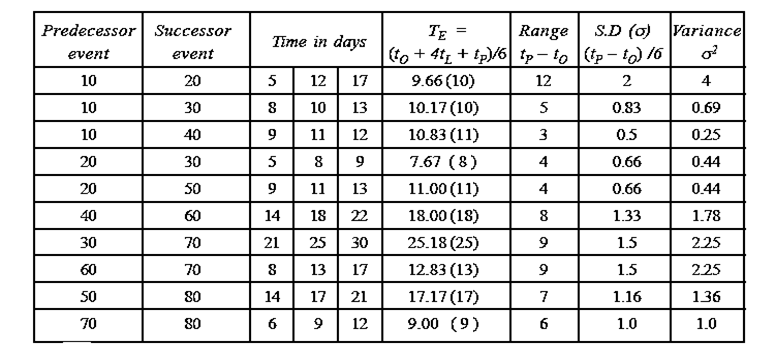 Predecessor event Successor event Time in days T_E = (t_O + 4t_L + t_P)/6 Range t_P − t_O S.D (σ) (t_P − t_O) /6 Variance σ²
10 20 5 12 17 9.66 (10) 12 2 4
10 30 8 10 13 10.17 (10) 5 0.83 0.69
10 40 9 11 12 10.83 (11) 3 0.5 0.25
20 30 5 8 9 7.67 ( 8 ) 4 0.66 0.44
20 50 9 11 13 11.00 (11) 4 0.66 0.44
40 60 14 18 22 18.00 (18) 8 1.33 1.78
30 70 21 25 30 25.18 (25) 9 1.5 2.25
60 70 8 13 17 12.83 (13) 9 1.5 2.25
50 80 14 17 21 17.17 (17) 7 1.16 1.36
70 80 6 9 12 9.00 ( 9 ) 6 1.0 1.0